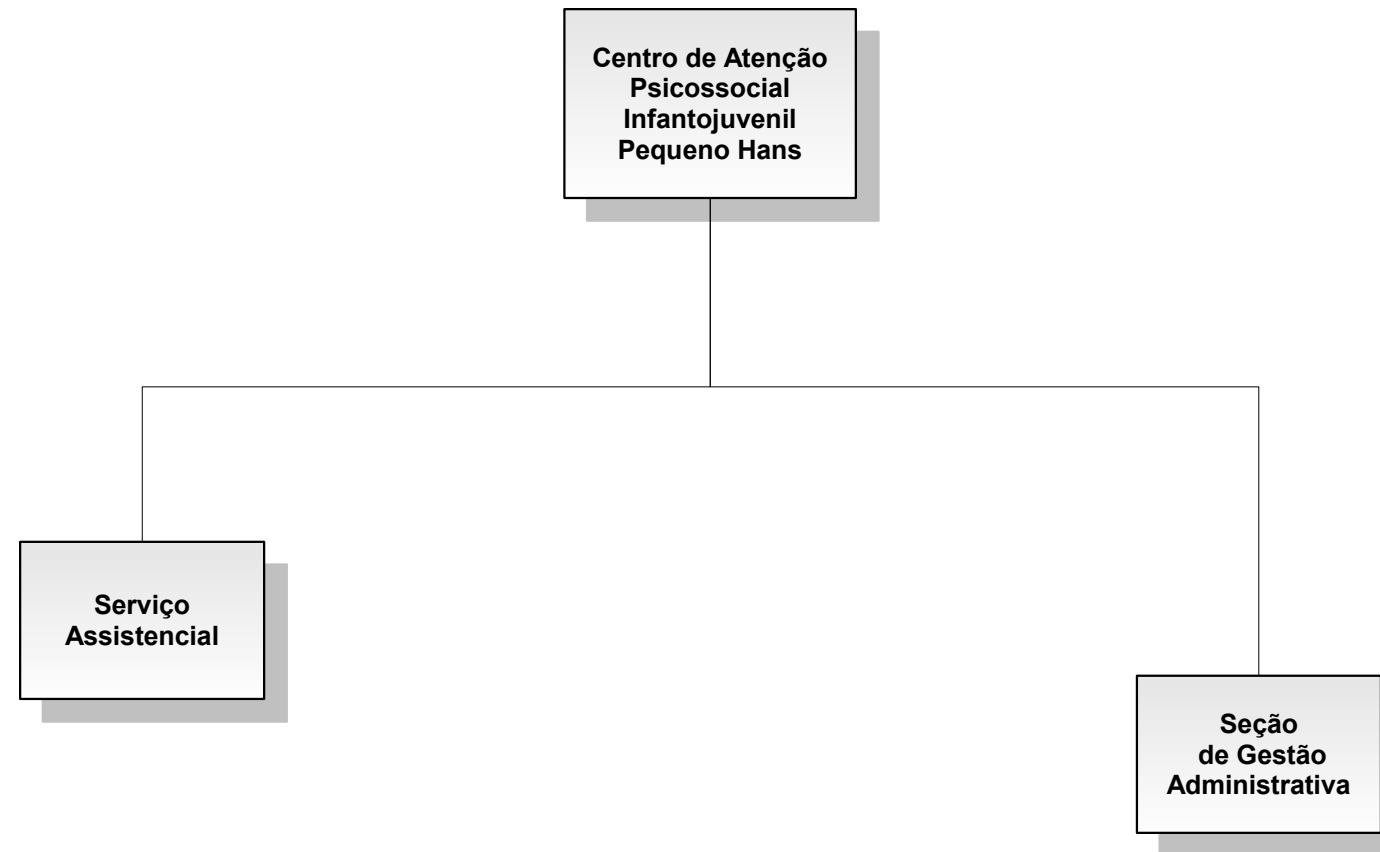 Centro de Atenção
Psicossocial
Infantojuvenil
Pequeno Hans
Serviço
Assistencial
Seção
de Gestão
Administrativa